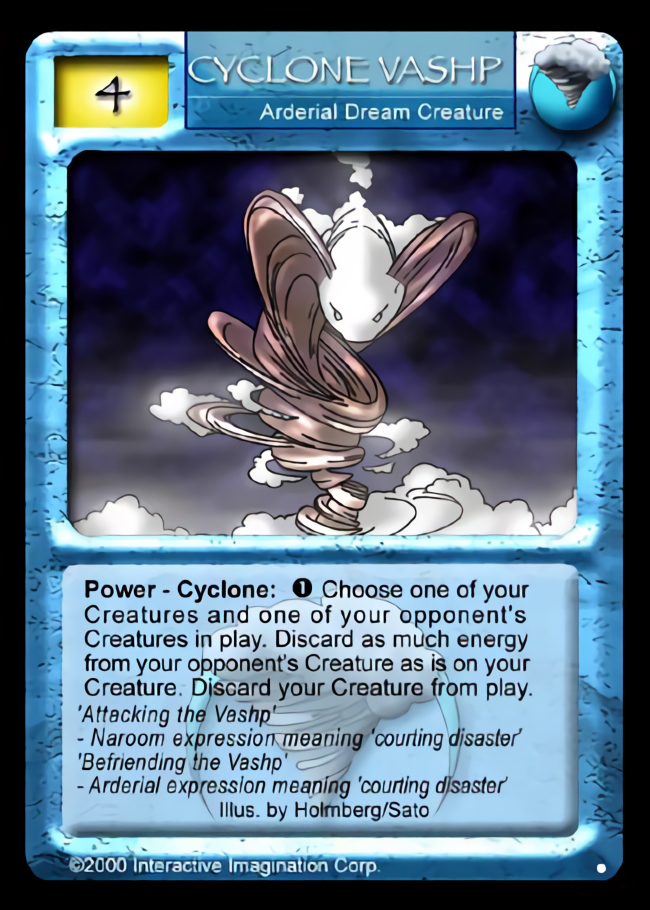 4
CYCLONE VASHP
Arderial Dream Creature
Power - Cyclone: ❶ Choose one of your
Creatures and one of your opponent's
Creatures in play. Discard as much energy
from your opponent's Creature as is on your
Creature. Discard your Creature from play.
'Attacking the Vashp'
- Naroom expression meaning 'courting disaster'
'Befriending the Vashp'
- Arderial expression meaning 'courting disaster'
Illus. by Holmberg/Sato
©2000 Interactive Imagination Corp.